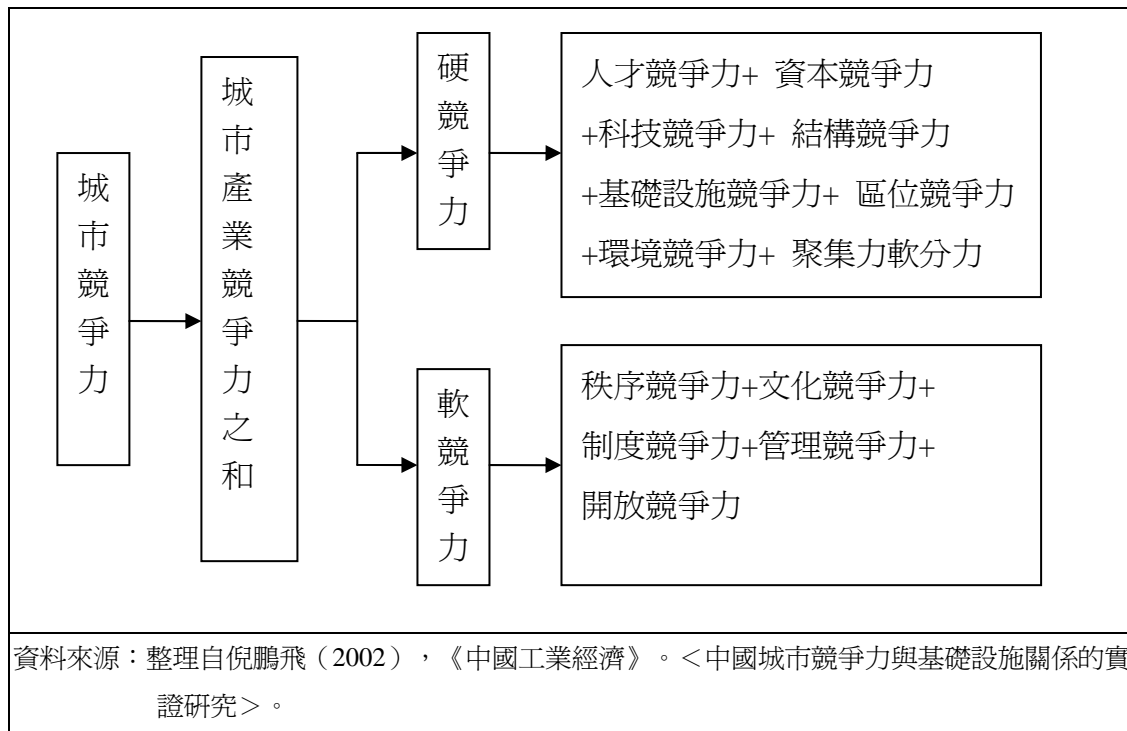 城市競爭力
城市產業競爭力之和
硬競爭力
人才競爭力+ 資本競爭力
+科技競爭力+ 結構競爭力
+基礎設施競爭力+ 區位競爭力
+環境競爭力+ 聚集力軟分力
軟競爭力
秩序競爭力+文化競爭力+
制度競爭力+管理競爭力+
開放競爭力
資料來源：整理自倪鵬飛（2002），《中國工業經濟》。＜中國城市競爭力與基礎設施關係的實
證研究＞。